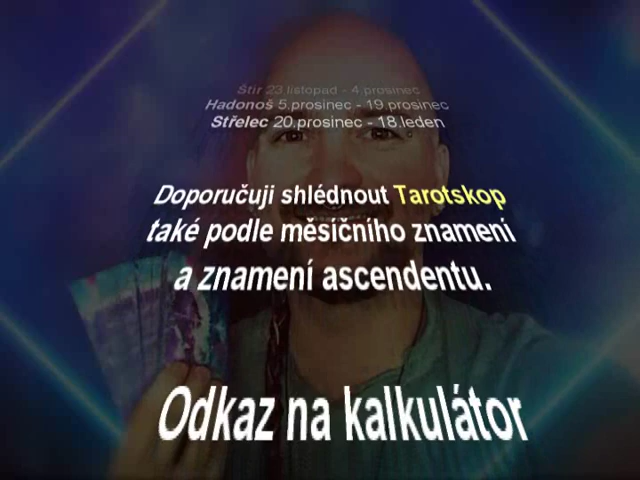 Štír 23.listopad - 4.prosinec
Hadonoš 5.prosinec - 19.prosinec
Střelec 20.prosinec - 18.leden
Doporučuji shlédnout Tarotskop
také podle měsíčního znamení
a znamení ascendentu.
Odkaz na kalkulátor